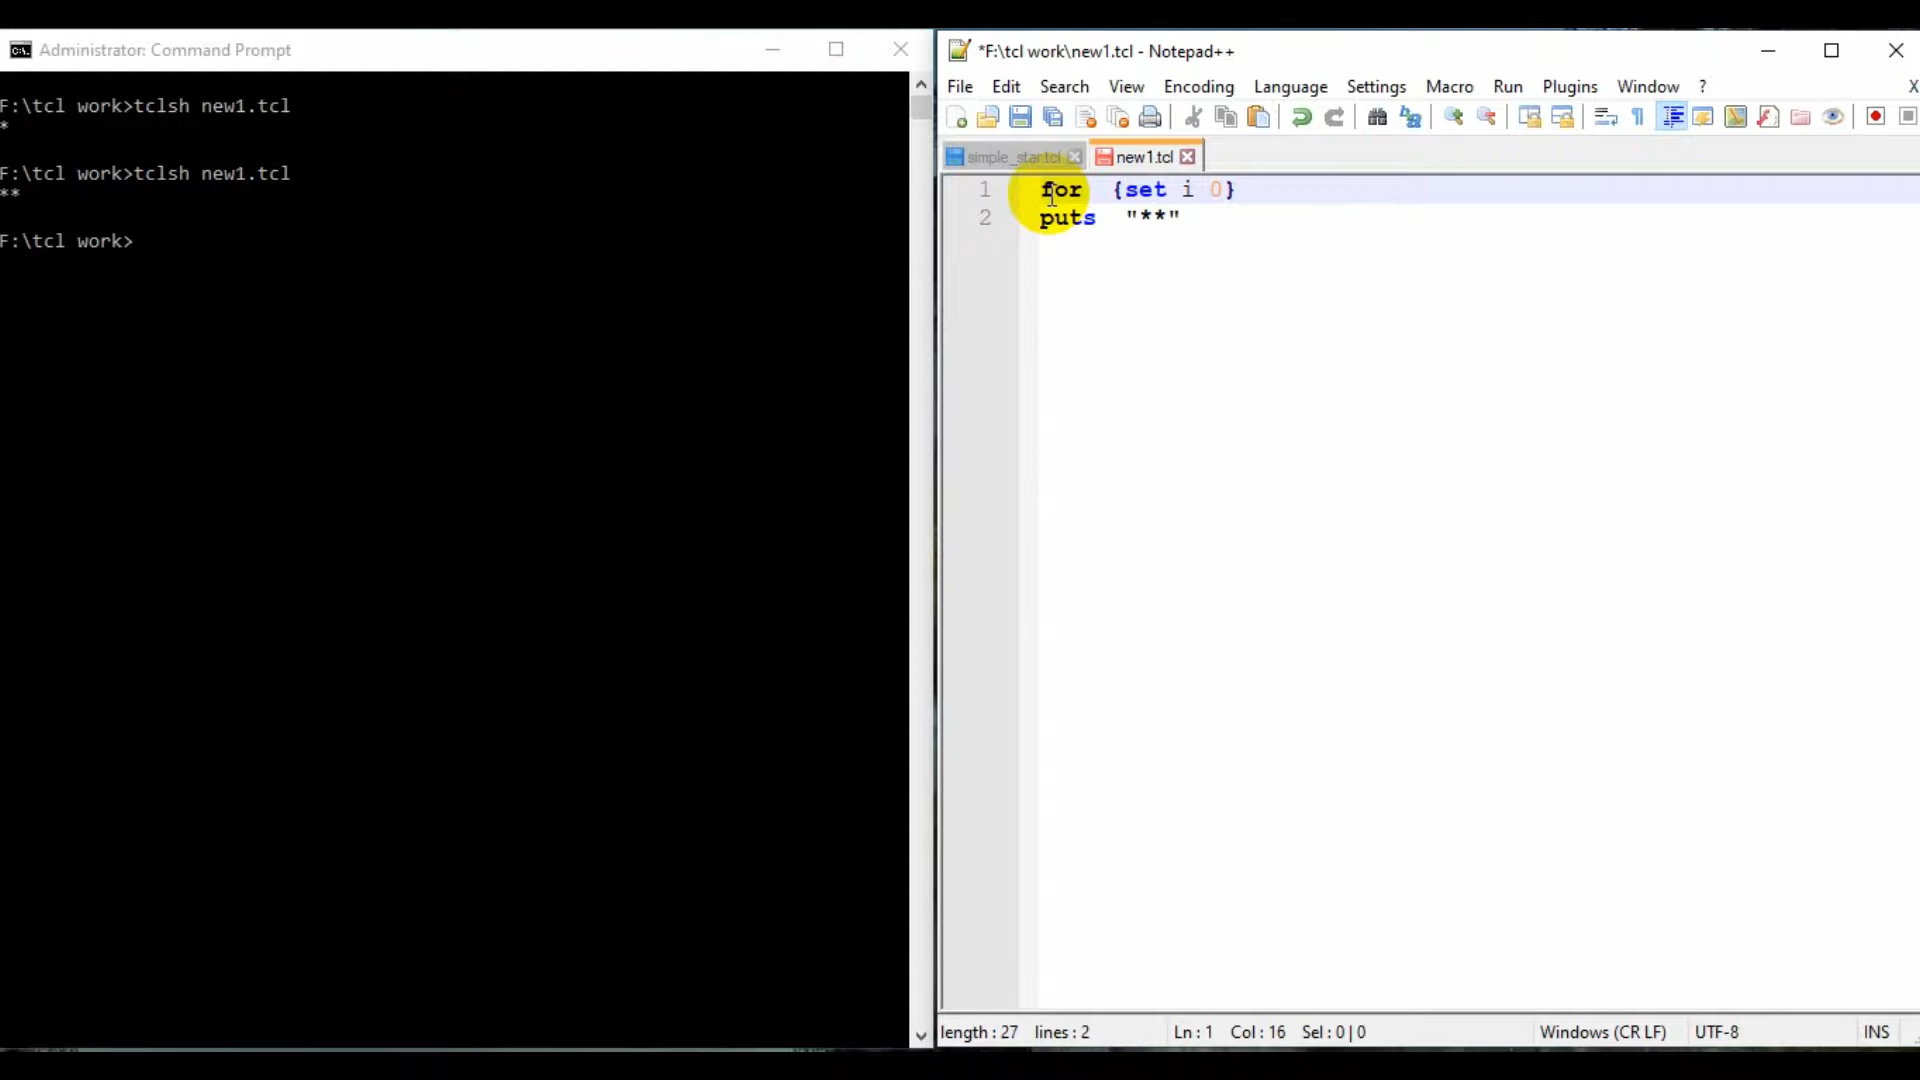 Administrator: Command Prompt
F:\tcl work>tclsh new1.tcl
*
F:\tcl work>tclsh new1.tcl
**
F:\tcl work>
*F:\tcl work\new1.tcl - Notepad++
File Edit Search View Encoding Language Settings Macro Run Plugins Window ? X
simple_star.tcl new1.tcl
1 for {set i 0}
2 puts "**"
length : 27 lines : 2 Ln : 1 Col : 16 Sel : 0 | 0 Windows (CR LF) UTF-8 INS